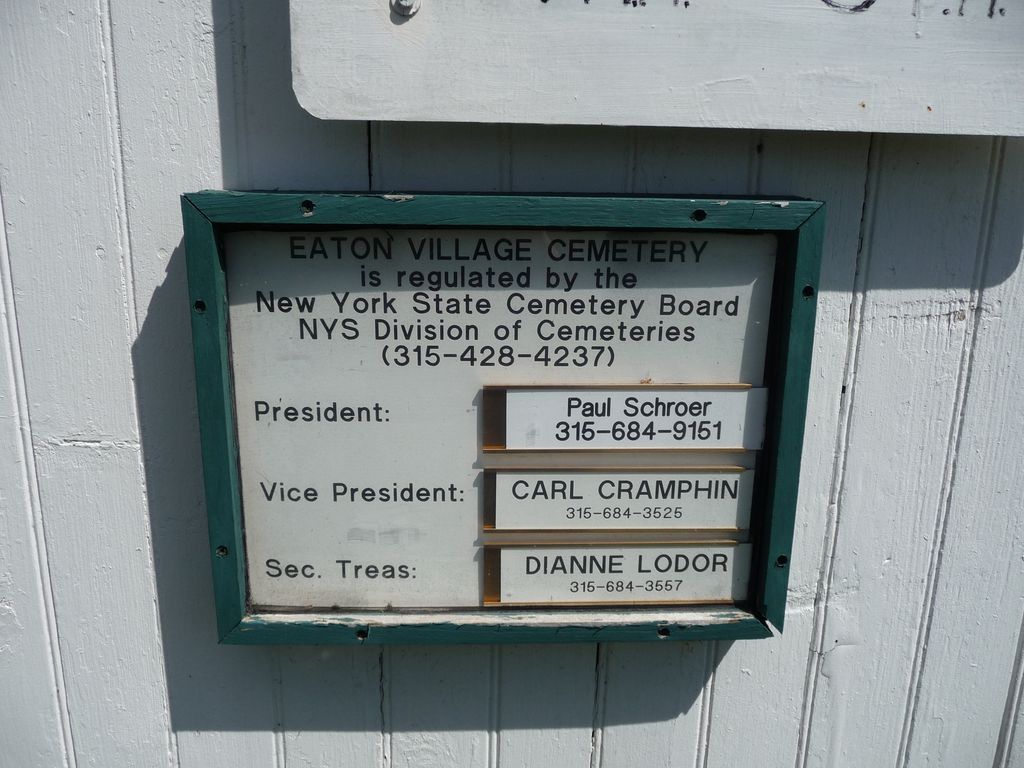 EATON VILLAGE CEMETERY
is regulated by the
New York State Cemetery Board
NYS Division of Cemeteries
(315-428-4237)
President:
Paul Schroer
315-684-9151
Vice President:
CARL CRAMPHIN
315-684-3525
Sec. Treas:
DIANNE LODOR
315-684-3557